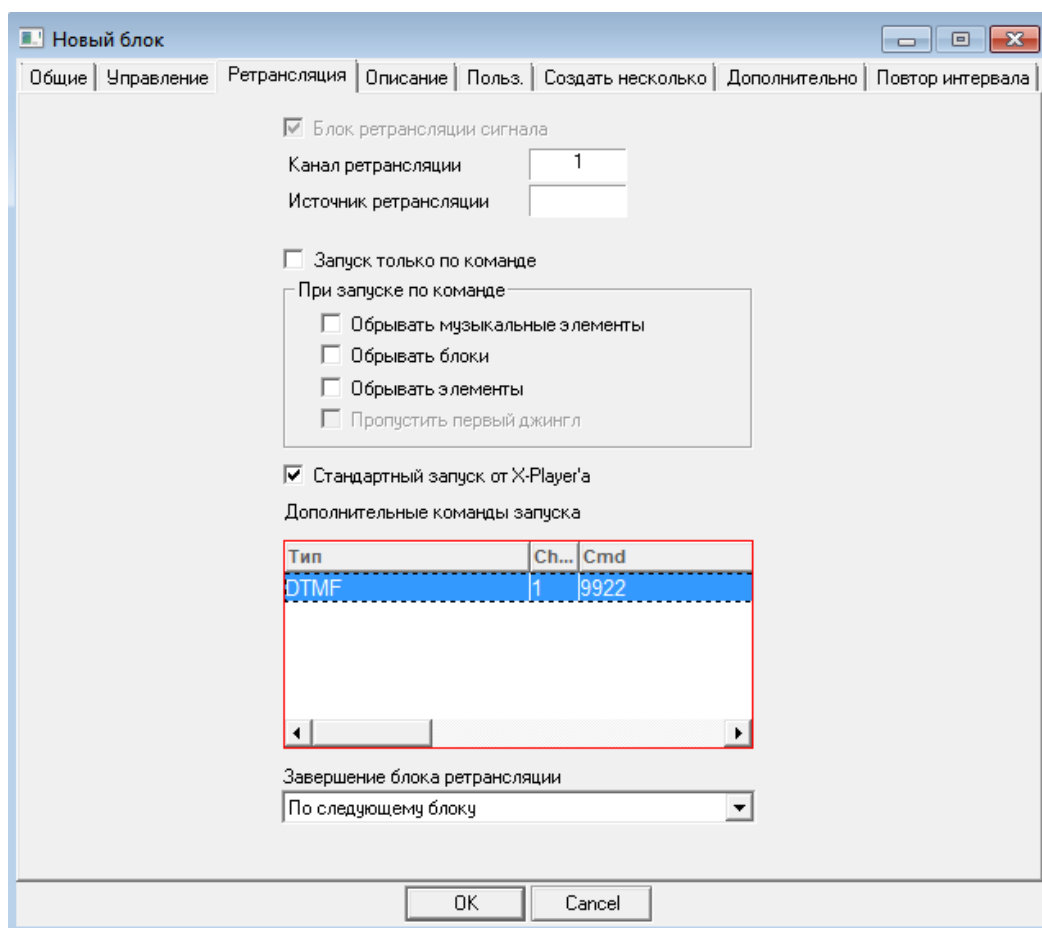 Новый блок
Общие Управление Ретрансляция Описание Польз. Создать несколько Дополнительно Повтор интервала
Блок ретрансляции сигнала
Канал ретрансляции 1
Источник ретрансляции
Запуск только по команде
При запуске по команде
Обрывать музыкальные элементы
Обрывать блоки
Обрывать элементы
Пропустить первый джингл
Стандартный запуск от X-Player'а
Дополнительные команды запуска
Тип Ch... Cmd
DTMF 1 9922
Завершение блока ретрансляции
По следующему блоку
OK Cancel